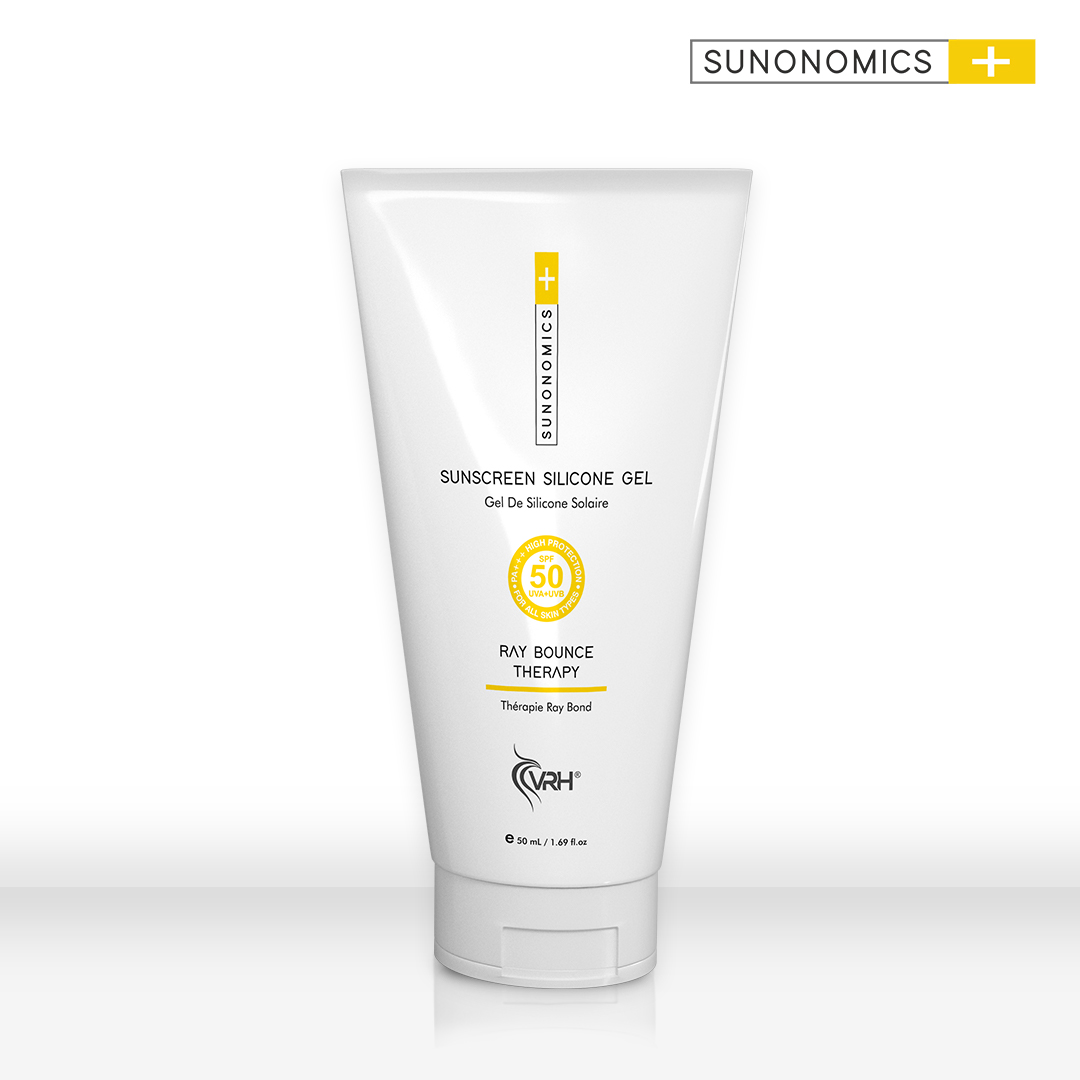 SUNONOMICS +
+ SUNONOMICS
SUNSCREEN SILICONE GEL
Gel De Silicone Solaire
PA+++ HIGH PROTECTION
SPF
50
UVA+UVB
• FOR ALL SKIN TYPES •
RAY BOUNCE
THERAPY
Thérapie Ray Bond
VRH®
e 50 mL / 1.69 fl.oz